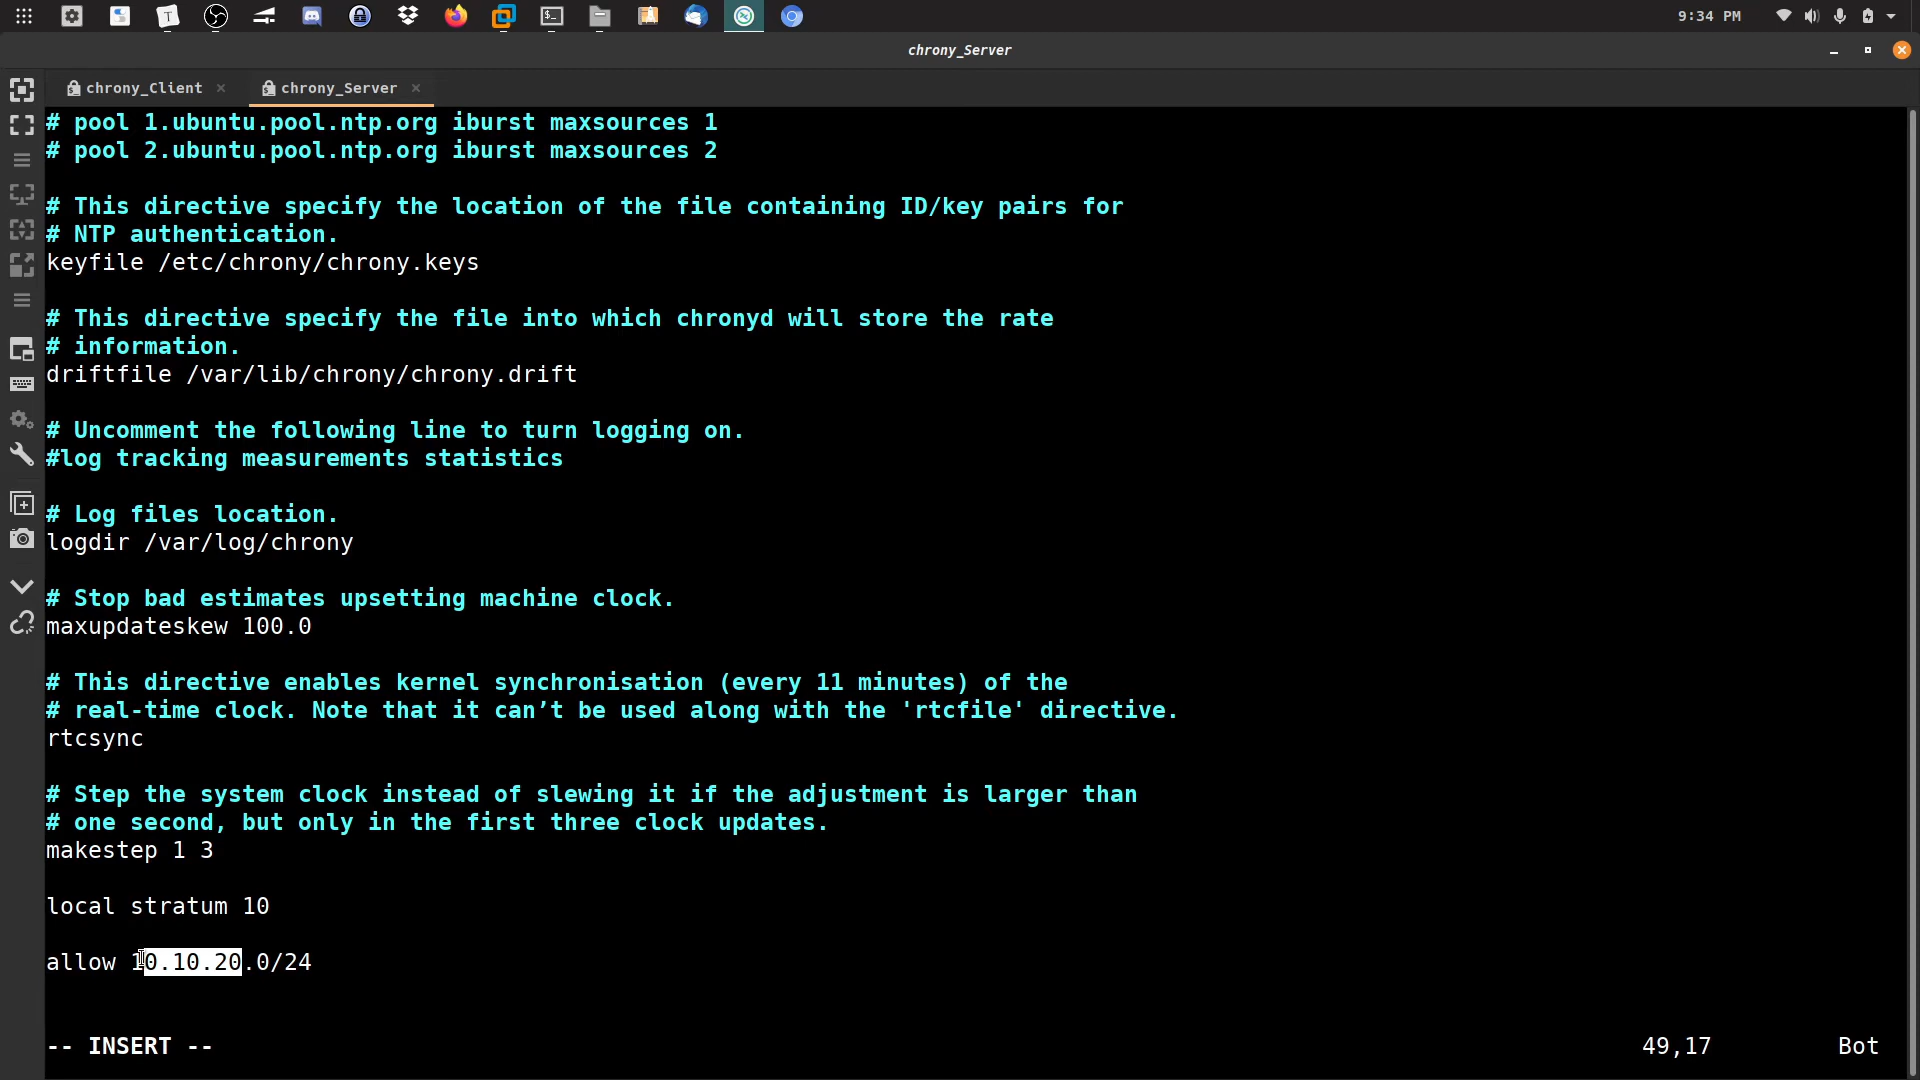 9:34 PM
chrony_Server
chrony_Client
chrony_Server
# pool 1.ubuntu.pool.ntp.org iburst maxsources 1
# pool 2.ubuntu.pool.ntp.org iburst maxsources 2
# This directive specify the location of the file containing ID/key pairs for
# NTP authentication.
keyfile /etc/chrony/chrony.keys
# This directive specify the file into which chronyd will store the rate
# information.
driftfile /var/lib/chrony/chrony.drift
# Uncomment the following line to turn logging on.
#log tracking measurements statistics
# Log files location.
logdir /var/log/chrony
# Stop bad estimates upsetting machine clock.
maxupdateskew 100.0
# This directive enables kernel synchronisation (every 11 minutes) of the
# real-time clock. Note that it can’t be used along with the 'rtcfile' directive.
rtcsync
# Step the system clock instead of slewing it if the adjustment is larger than
# one second, but only in the first three clock updates.
makestep 1 3
local stratum 10
allow 10.10.20.0/24
-- INSERT --
49,17
Bot